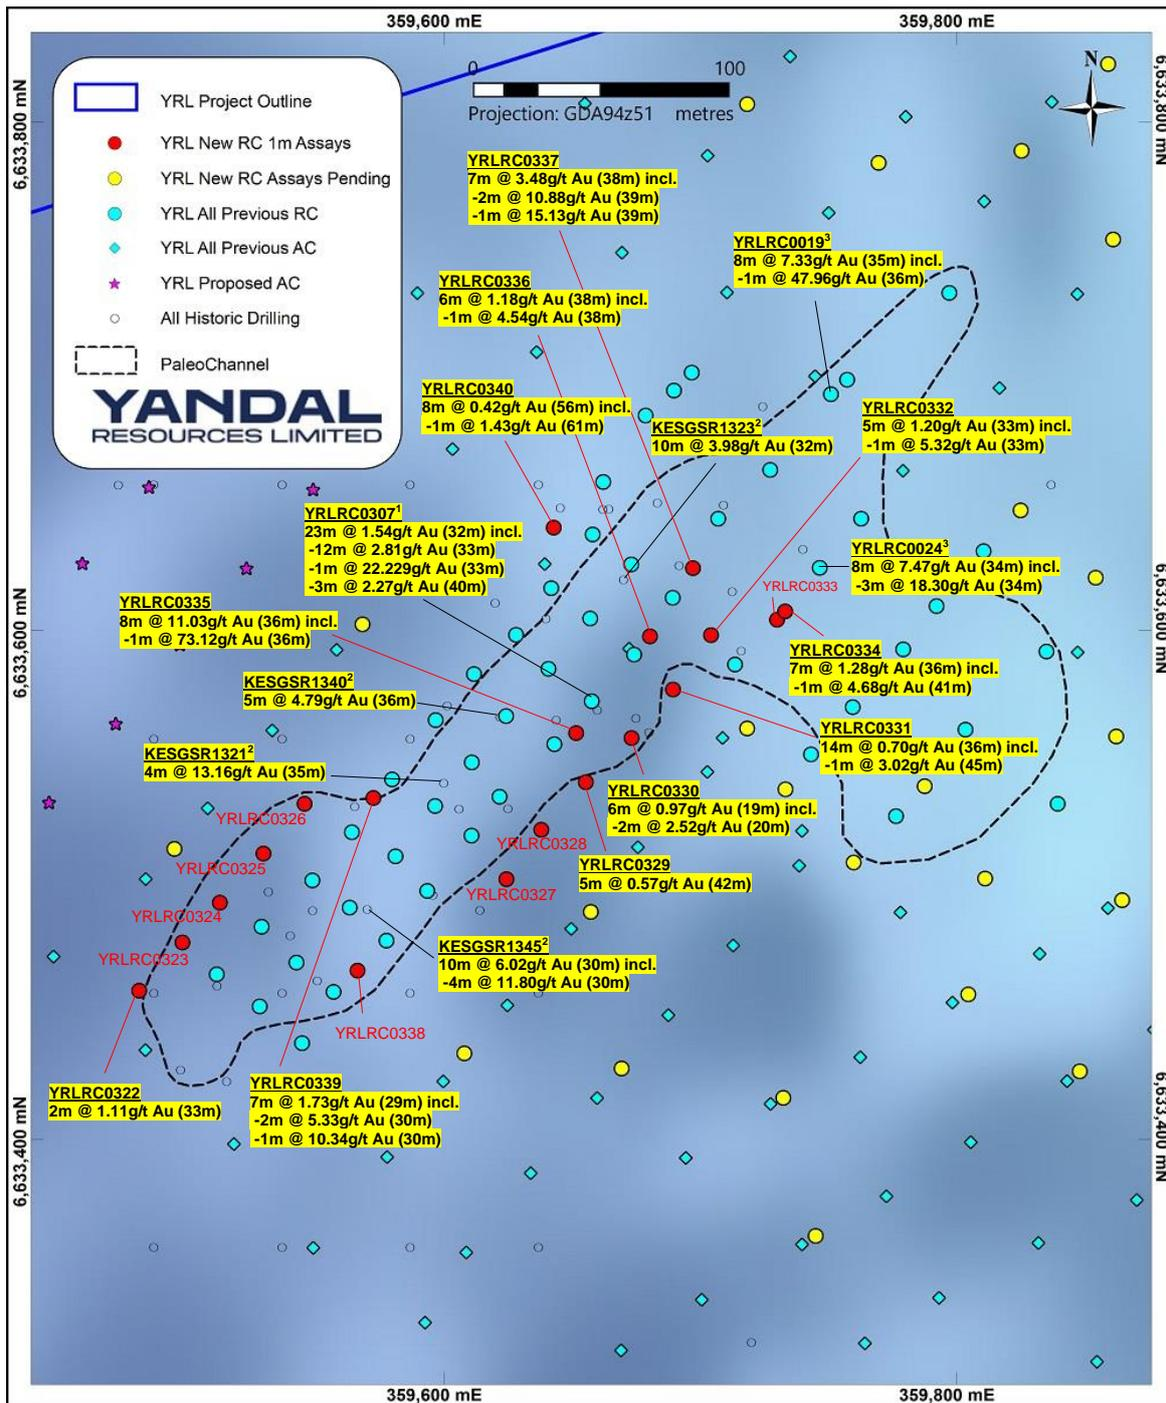 359,600 mE
359,800 mE
6,633,800 mN
6,633,800 mN
N
0
100
Projection: GDA94z51
metres
YRL Project Outline
YRL New RC 1m Assays
YRL New RC Assays Pending
YRL All Previous RC
YRL All Previous AC
YRL Proposed AC
All Historic Drilling
PaleoChannel
YANDAL
RESOURCES LIMITED
YRLRC0337
7m @ 3.48g/t Au (38m) incl.
-2m @ 10.88g/t Au (39m)
-1m @ 15.13g/t Au (39m)
YRLRC0019³
8m @ 7.33g/t Au (35m) incl.
-1m @ 47.96g/t Au (36m)
YRLRC0336
6m @ 1.18g/t Au (38m) incl.
-1m @ 4.54g/t Au (38m)
YRLRC0340
8m @ 0.42g/t Au (56m) incl.
-1m @ 1.43g/t Au (61m)
KESGSR1323²
10m @ 3.98g/t Au (32m)
YRLRC0332
5m @ 1.20g/t Au (33m) incl.
-1m @ 5.32g/t Au (33m)
YRLRC0307¹
23m @ 1.54g/t Au (32m) incl.
-12m @ 2.81g/t Au (33m)
-1m @ 22.229g/t Au (33m)
-3m @ 2.27g/t Au (40m)
YRLRC0024³
8m @ 7.47g/t Au (34m) incl.
-3m @ 18.30g/t Au (34m)
YRLRC0333
YRLRC0335
8m @ 11.03g/t Au (36m) incl.
-1m @ 73.12g/t Au (36m)
6,633,600 mN
6,633,600 mN
YRLRC0334
7m @ 1.28g/t Au (36m) incl.
-1m @ 4.68g/t Au (41m)
KESGSR1340²
5m @ 4.79g/t Au (36m)
YRLRC0331
14m @ 0.70g/t Au (36m) incl.
-1m @ 3.02g/t Au (45m)
KESGSR1321²
4m @ 13.16g/t Au (35m)
YRLRC0330
6m @ 0.97g/t Au (19m) incl.
-2m @ 2.52g/t Au (20m)
YRLRC0326
YRLRC0328
YRLRC0329
5m @ 0.57g/t Au (42m)
YRLRC0325
YRLRC0327
YRLRC0324
YRLRC0323
KESGSR1345²
10m @ 6.02g/t Au (30m) incl.
-4m @ 11.80g/t Au (30m)
YRLRC0338
YRLRC0322
2m @ 1.11g/t Au (33m)
YRLRC0339
7m @ 1.73g/t Au (29m) incl.
-2m @ 5.33g/t Au (30m)
-1m @ 10.34g/t Au (30m)
6,633,400 mN
6,633,400 mN
359,600 mE
359,800 mE